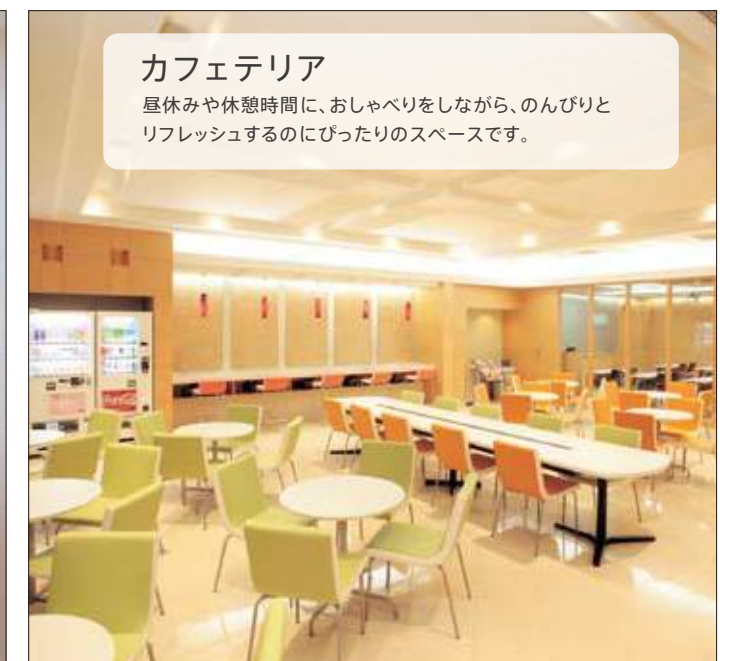 カフェテリア
昼休みや休憩時間に、おしゃべりをしながら、のんびりと
リフレッシュするのにぴったりのスペースです。
Coca-Cola